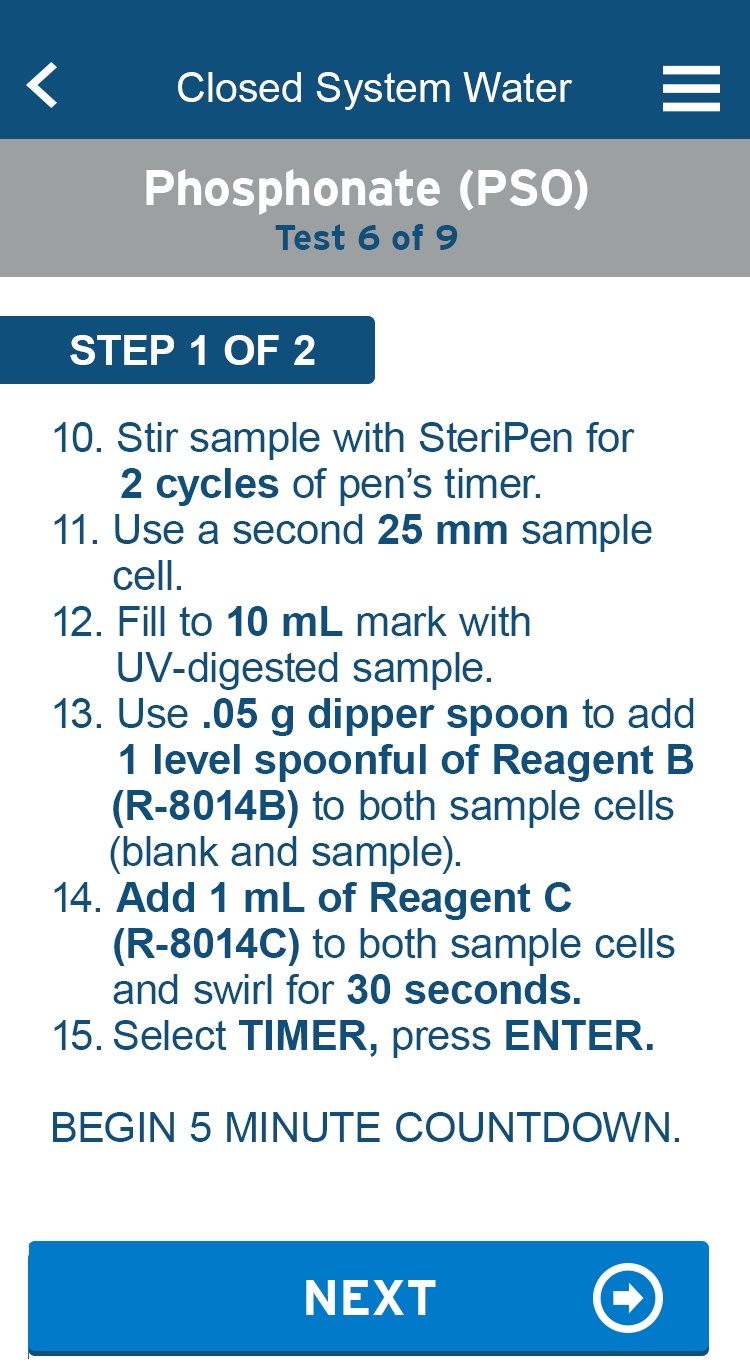 Closed System Water
Phosphonate (PSO)
Test 6 of 9
STEP 1 OF 2
10. Stir sample with SteriPen for
2 cycles of pen's timer.
11. Use a second 25 mm sample
cell.
12. Fill to 10 mL mark with
UV-digested sample.
13. Use .05 g dipper spoon to add
1 level spoonful of Reagent B
(R-8014B) to both sample cells
(blank and sample).
14. Add 1 mL of Reagent C
(R-8014C) to both sample cells
and swirl for 30 seconds.
15. Select TIMER, press ENTER.
BEGIN 5 MINUTE COUNTDOWN.
NEXT